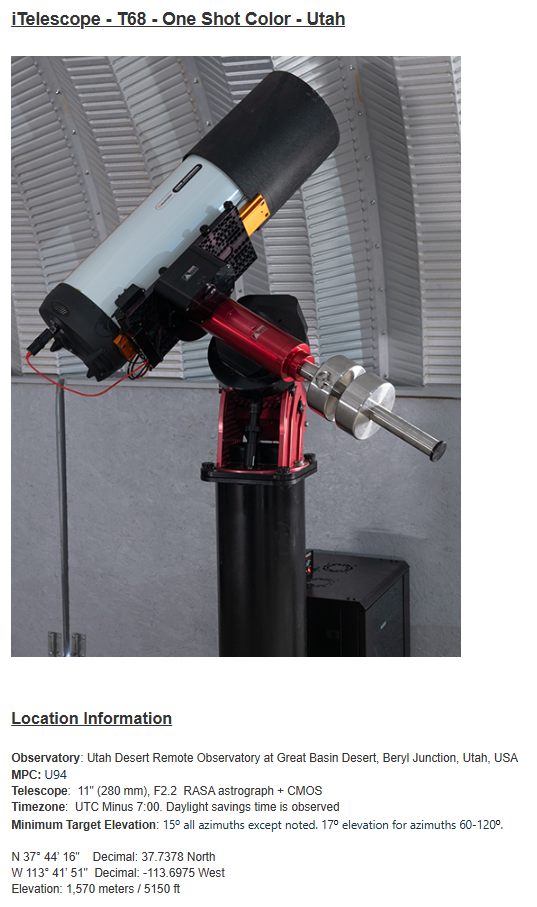 iTelescope - T68 - One Shot Color - Utah
Location Information
Observatory: Utah Desert Remote Observatory at Great Basin Desert, Beryl Junction, Utah, USA
MPC: U94
Telescope:  11" (280 mm), F2.2  RASA astrograph + CMOS
Timezone:  UTC Minus 7:00. Daylight savings time is observed
Minimum Target Elevation: 15º all azimuths except noted. 17º elevation for azimuths 60-120º.
N 37° 44' 16"    Decimal: 37.7378 North
W 113° 41' 51"  Decimal: -113.6975 West
Elevation: 1,570 meters / 5150 ft